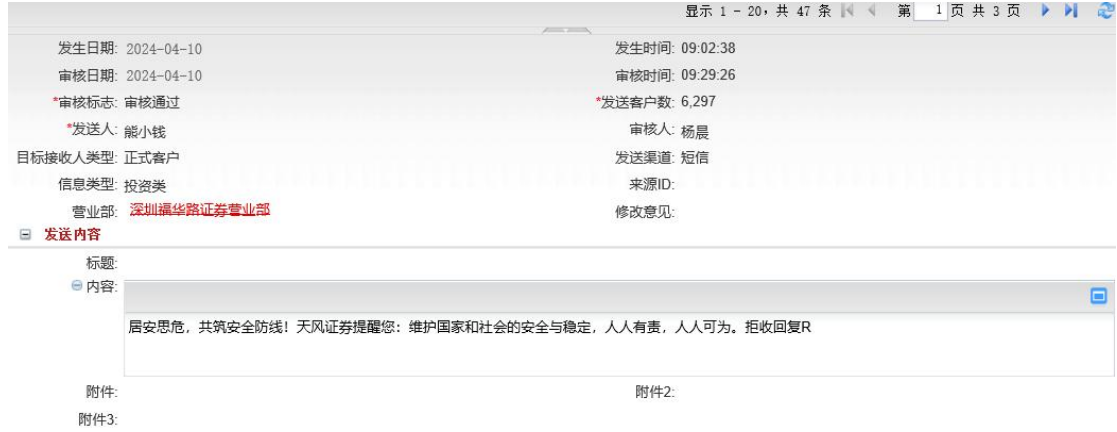 显示 1 - 20，共 47 条 第 1 页 共 3 页
发生日期: 2024-04-10 发生时间: 09:02:38
审核日期: 2024-04-10 审核时间: 09:29:26
*审核标志: 审核通过 *发送客户数: 6,297
*发送人: 熊小钱 审核人: 杨晨
目标接收人类型: 正式客户 发送渠道: 短信
信息类型: 投资类 来源ID:
营业部: 深圳福华路证券营业部 修改意见:
发送内容
标题:
内容:
居安思危，共筑安全防线！天风证券提醒您：维护国家和社会的安全与稳定，人人有责，人人可为。拒收回复R
附件: 附件2:
附件3: